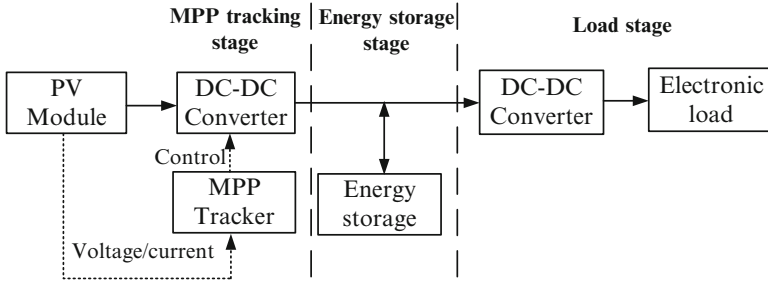 MPP tracking
stage
Energy storage
stage
Load stage
PV
Module
DC-DC
Converter
DC-DC
Converter
Electronic
load
Control
MPP
Tracker
Energy
storage
Voltage/current